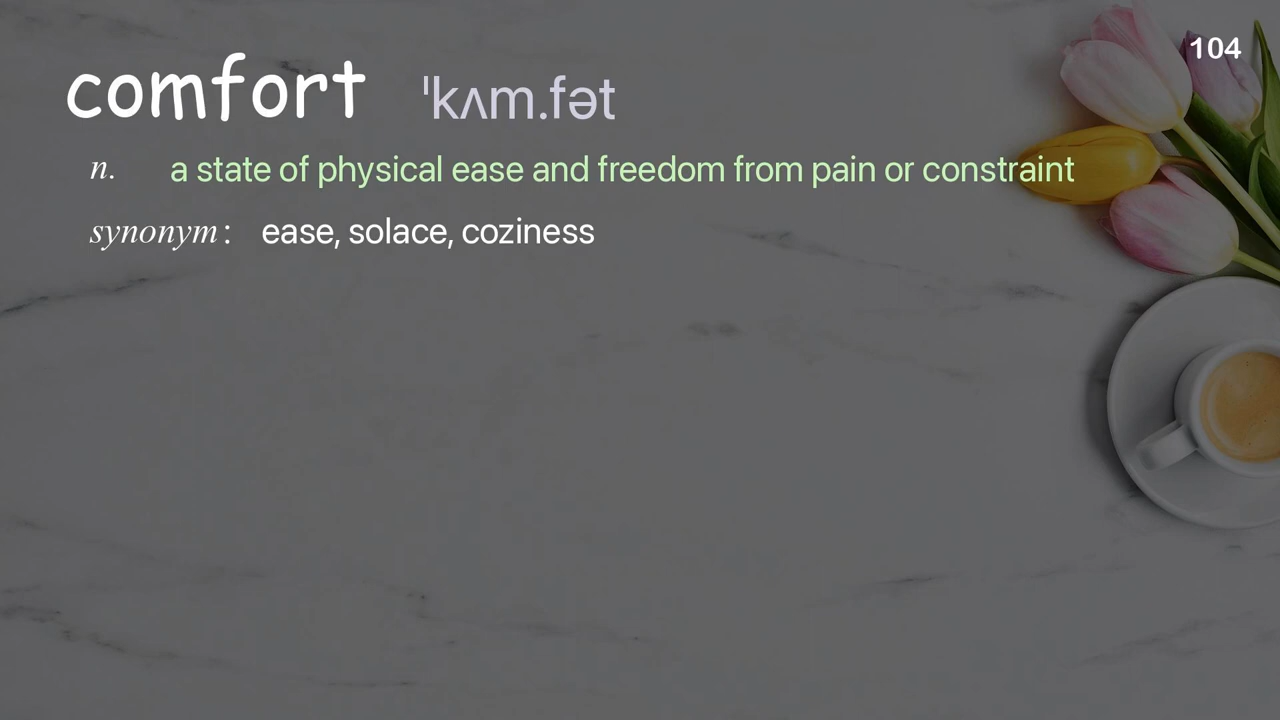 104
comfort ˈkʌm.fət
n. a state of physical ease and freedom from pain or constraint
synonym: ease, solace, coziness